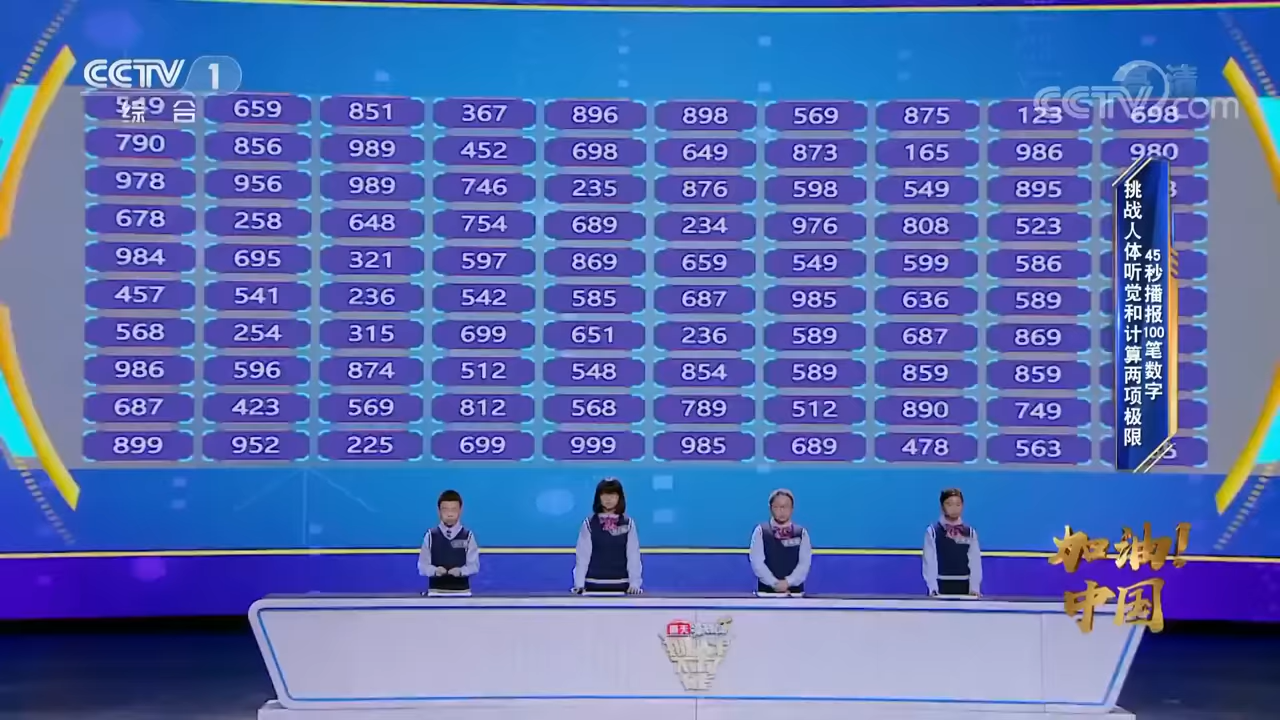 CCTV 1
综合
高清
CCTV.com
659 851 367 896 898 569 875 123 698
790 856 989 452 698 649 873 165 986 980
978 956 989 746 235 876 598 549 895
678 258 648 754 689 234 976 808 523
984 695 321 597 869 659 549 599 586
457 541 236 542 585 687 985 636 589
568 254 315 699 651 236 589 687 869
986 596 874 512 548 854 589 859 859
687 423 569 812 568 789 512 890 749
899 952 225 699 999 985 689 478 563
45秒播报100笔数字
挑战人体听觉和计算两项极限
加油!
中国